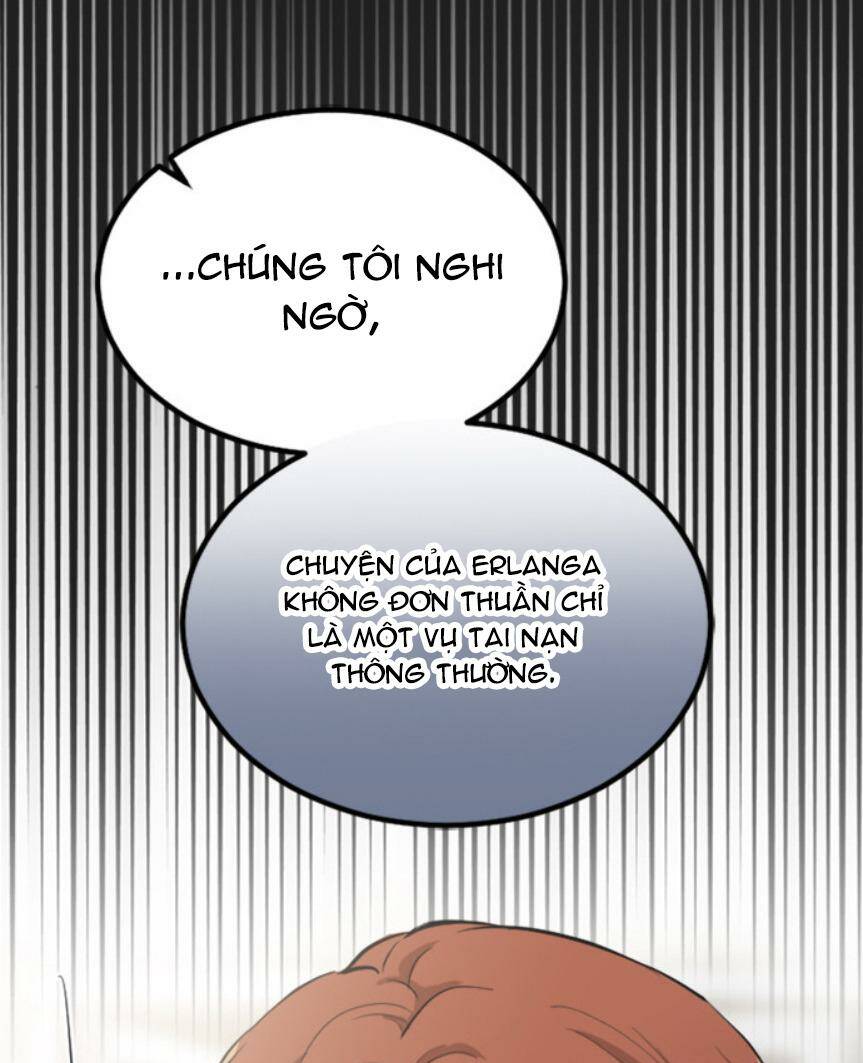 ...CHÚNG TÔI NGHI
NGỜ,
CHUYỆN CỦA ERLANGA
KHÔNG ĐƠN THUẦN CHỈ
LÀ MỘT VỤ TAI NẠN
THÔNG THƯỜNG.